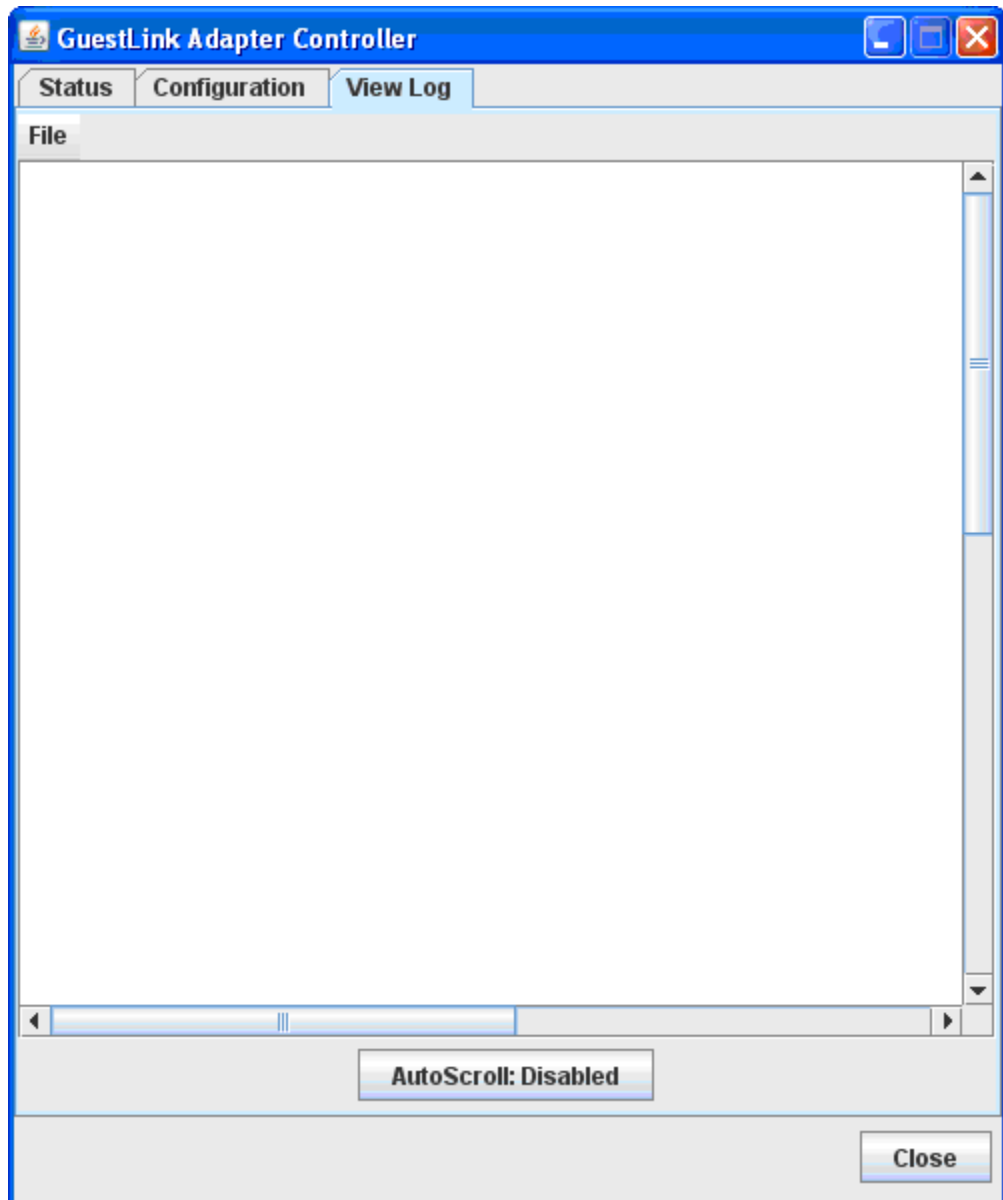 GuestLink Adapter Controller
Status Configuration View Log
File
AutoScroll: Disabled
Close